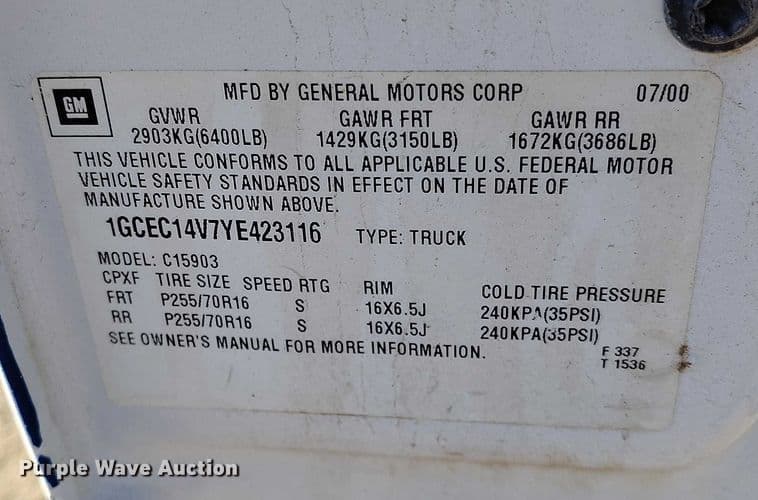 MFD BY GENERAL MOTORS CORP 07/00
GM
GVWR GAWR FRT GAWR RR
2903KG(6400LB) 1429KG(3150LB) 1672KG(3686LB)
THIS VEHICLE CONFORMS TO ALL APPLICABLE U.S. FEDERAL MOTOR
VEHICLE SAFETY STANDARDS IN EFFECT ON THE DATE OF
MANUFACTURE SHOWN ABOVE.
1GCEC14V7YE423116 TYPE: TRUCK
MODEL: C15903
CPXF TIRE SIZE SPEED RTG RIM COLD TIRE PRESSURE
FRT P255/70R16 S 16X6.5J 240KPA(35PSI)
RR P255/70R16 S 16X6.5J 240KPA(35PSI)
SEE OWNER'S MANUAL FOR MORE INFORMATION.
F 337
T 1536
Purple Wave Auction